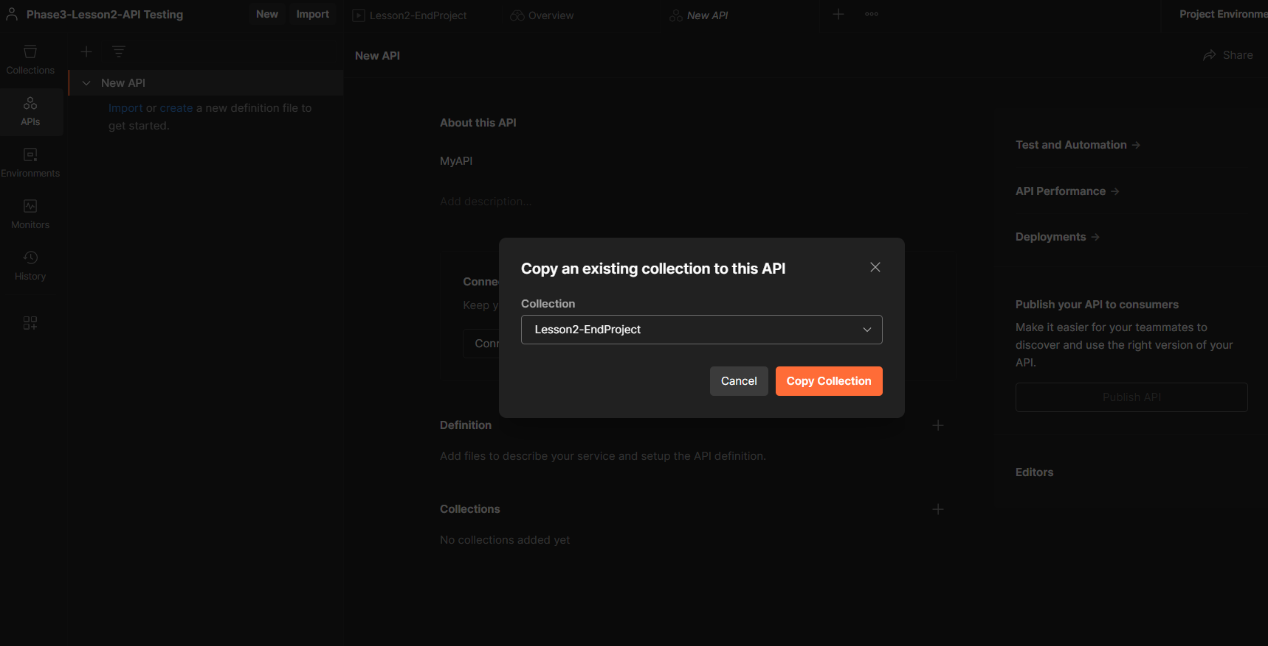 Phase3-Lesson2-API Testing
New
Import
Lesson2-EndProject
Overview
New API
Project Environme
Collections
APIs
Environments
Monitors
History
New API
Import or create a new definition file to
get started.
New API
Share
About this API
MyAPI
Add description...
Conne
Keep y
Conn
Copy an existing collection to this API
Collection
Lesson2-EndProject
Cancel
Copy Collection
Definition
Add files to describe your service and setup the API definition.
Collections
No collections added yet
Test and Automation →
API Performance →
Deployments →
Publish your API to consumers
Make it easier for your teammates to
discover and use the right version of your
API.
Publish API
Editors